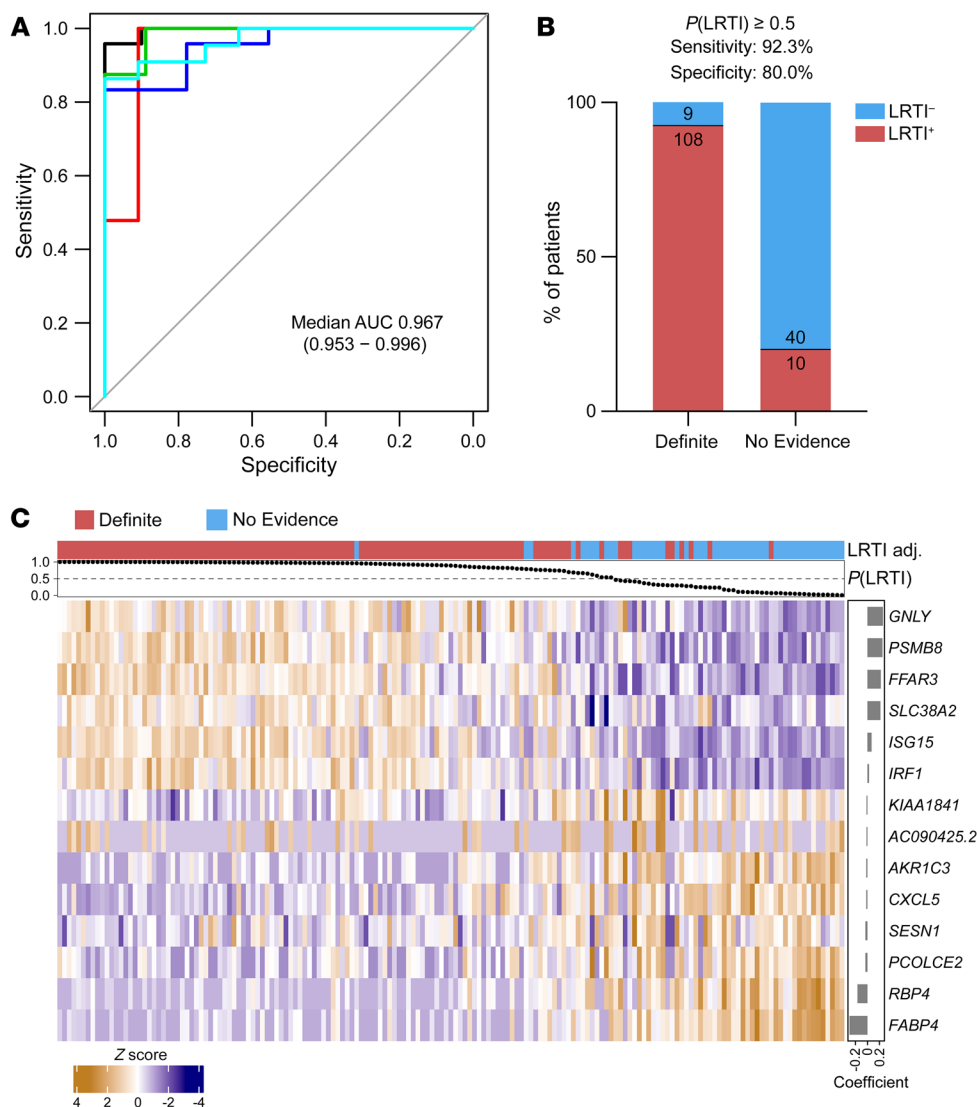 A
1.0
0.8
0.6
0.4
0.2
0.0
Sensitivity
Median AUC 0.967
(0.953 – 0.996)
1.0 0.8 0.6 0.4 0.2 0.0
Specificity
B
P(LRTI) ≥ 0.5
Sensitivity: 92.3%
Specificity: 80.0%
100
50
0
% of patients
9
108
40
10
LRTI–
LRTI+
Definite No Evidence
C
Definite No Evidence
LRTI adj.
1.0
0.5
0.0
P(LRTI)
GNLY
PSMB8
FFAR3
SLC38A2
ISG15
IRF1
KIAA1841
AC090425.2
AKR1C3
CXCL5
SESN1
PCOLCE2
RBP4
FABP4
-0.2
0
0.2
Coefficient
Z score
4 2 0 -2 -4